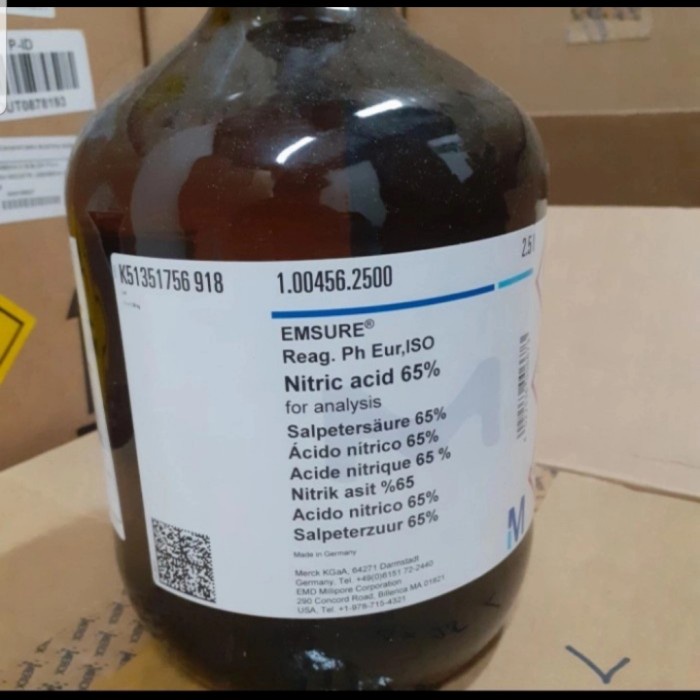 P-ID
K51351756 918
1.00456.2500
2.5 l
EMSURE®
Reag. Ph Eur,ISO
Nitric acid 65%
for analysis
Salpetersäure 65%
Ácido nítrico 65%
Acide nitrique 65 %
Nitrik asit %65
Acido nitrico 65%
Salpeterzuur 65%
Made in Germany
Merck KGaA, 64271 Darmstadt
Germany, Tel. +49(0)6151 72-2440
EMD Millipore Corporation
290 Concord Road, Billerica MA 01821
USA, Tel. +1-978-715-4321
M